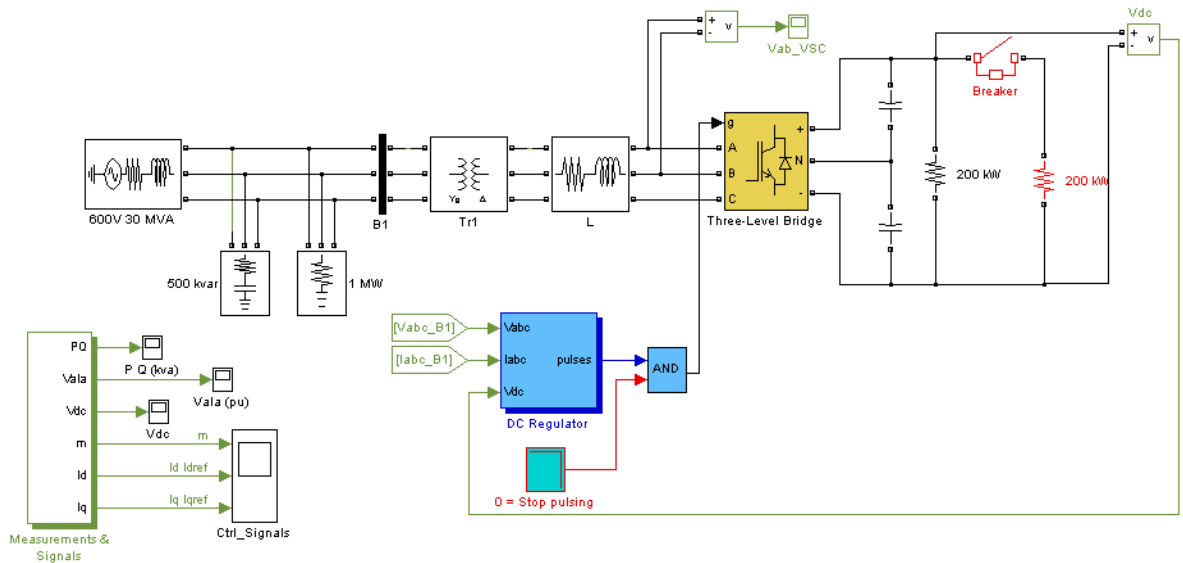 Vdc
+
-
v
Vab_VSC
+
-
v
Breaker
g
A
B
C
+
N
-
Three-Level Bridge
200 kW
200 kW
600V 30 MVA
B1
Yg
Δ
Tr1
L
500 kvar
1 MW
[Vabc_B1]
[Iabc_B1]
Vabc
Iabc
Vdc
pulses
DC Regulator
AND
0 = Stop pulsing
PQ
Vala
Vdc
m
Id
Iq
P Q (kva)
Vala (pu)
Vdc
m
Id Idref
Iq Iqref
Ctrl_Signals
Measurements &
Signals